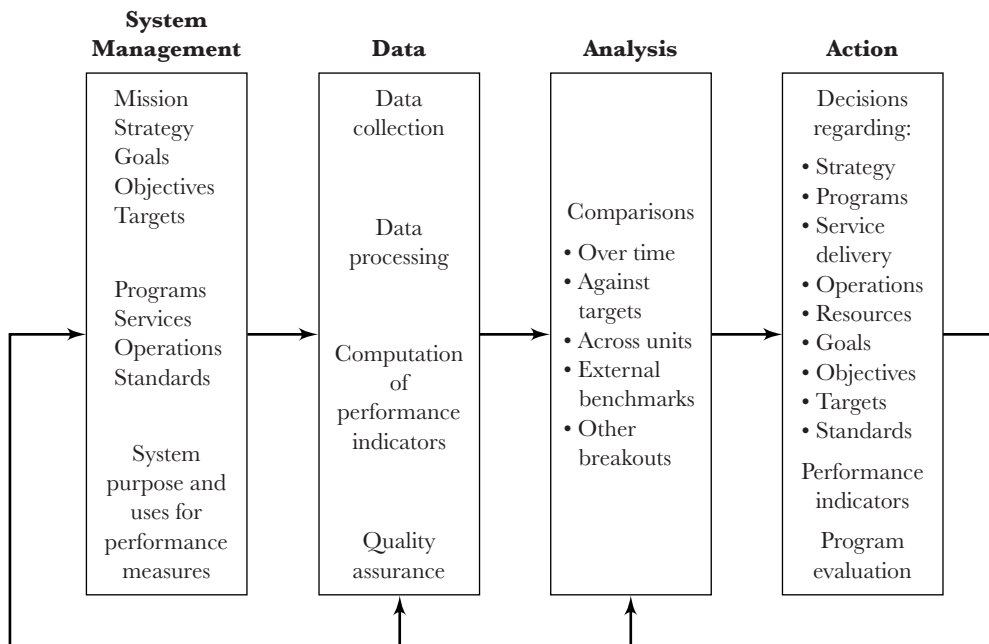 System
Management
Mission
Strategy
Goals
Objectives
Targets
Programs
Services
Operations
Standards
System
purpose and
uses for
performance
measures
Data
Data
collection
Data
processing
Computation
of
performance
indicators
Quality
assurance
Analysis
Comparisons
• Over time
• Against
targets
• Across units
• External
benchmarks
• Other
breakouts
Action
Decisions
regarding:
• Strategy
• Programs
• Service
delivery
• Operations
• Resources
• Goals
• Objectives
• Targets
• Standards
Performance
indicators
Program
evaluation